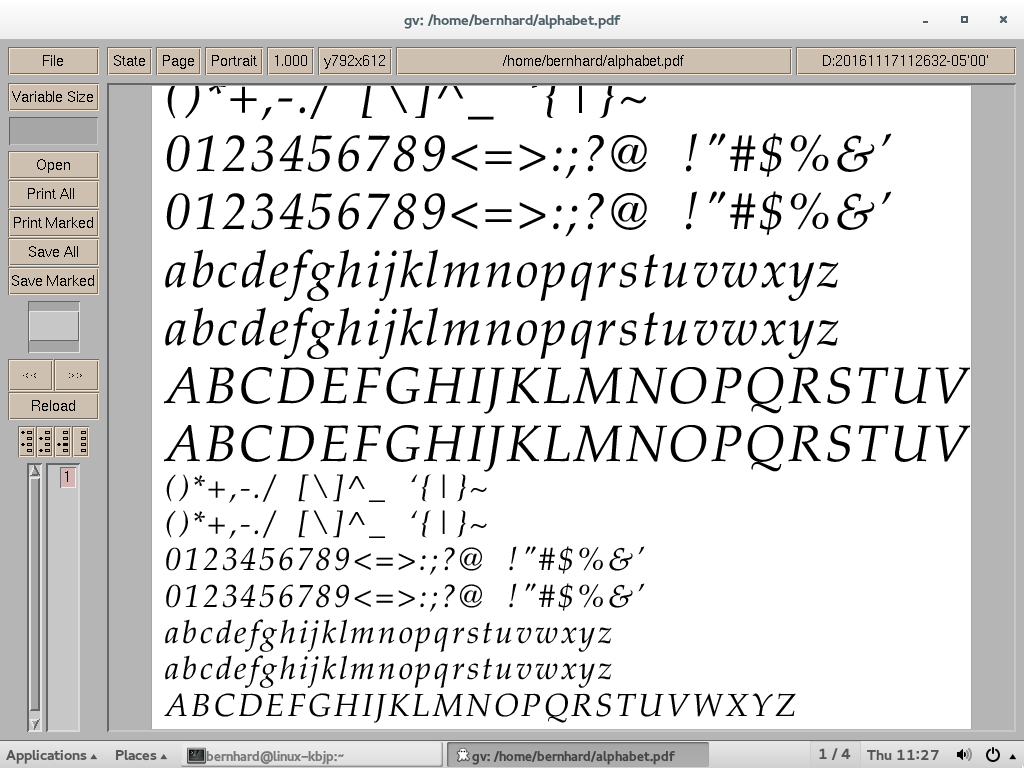 gv: /home/bernhard/alphabet.pdf
File State Page Portrait 1.000 y792x612 /home/bernhard/alphabet.pdf D:20161117112632-05'00'
Variable Size
Open
Print All
Print Marked
Save All
Save Marked
<< >>
Reload
1
()*+,-./ [\]^_ ‘{|}~
0123456789<=>:;?@ !"#$%&’
0123456789<=>:;?@ !"#$%&’
abcdefghijklmnopqrstuvwxyz
abcdefghijklmnopqrstuvwxyz
ABCDEFGHIJKLMNOPQRSTUV
ABCDEFGHIJKLMNOPQRSTUV
()*+,-./ [\]^_ ‘{|}~
()*+,-./ [\]^_ ‘{|}~
0123456789<=>:;?@ !"#$%&’
0123456789<=>:;?@ !"#$%&’
abcdefghijklmnopqrstuvwxyz
abcdefghijklmnopqrstuvwxyz
ABCDEFGHIJKLMNOPQRSTUVWXYZ
Applications Places bernhard@linux-kbjp:~ gv: /home/bernhard/alphabet.pdf 1 / 4 Thu 11:27